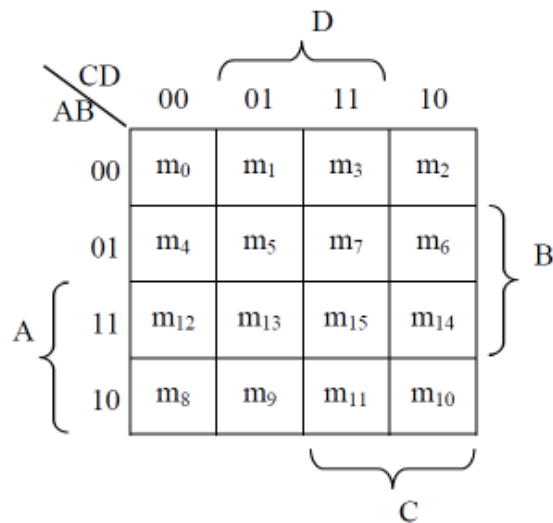 D
CD
AB
00 01 11 10
00 m₀ m₁ m₃ m₂
01 m₄ m₅ m₇ m₆
B
A
11 m₁₂ m₁₃ m₁₅ m₁₄
10 m₈ m₉ m₁₁ m₁₀
C